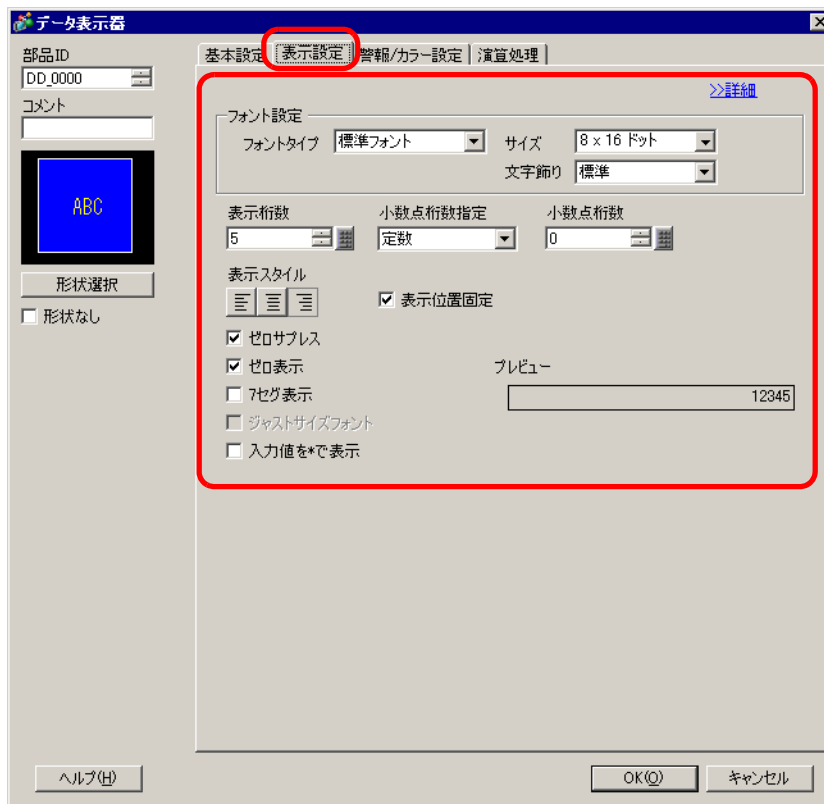 データ表示器
部品ID
DD_0000
コメント
ABC
形状選択
形状なし
基本設定 表示設定 警報/カラー設定 演算処理
>>詳細
フォント設定
フォントタイプ 標準フォント サイズ 8 x 16 ドット
文字飾り 標準
表示桁数 小数点桁数指定 小数点桁数
5 定数 0
表示スタイル
表示位置固定
ゼロサプレス
ゼロ表示 プレビュー
7セグ表示 12345
ジャストサイズフォント
入力値を*で表示
ヘルプ(H) OK(O) キャンセル